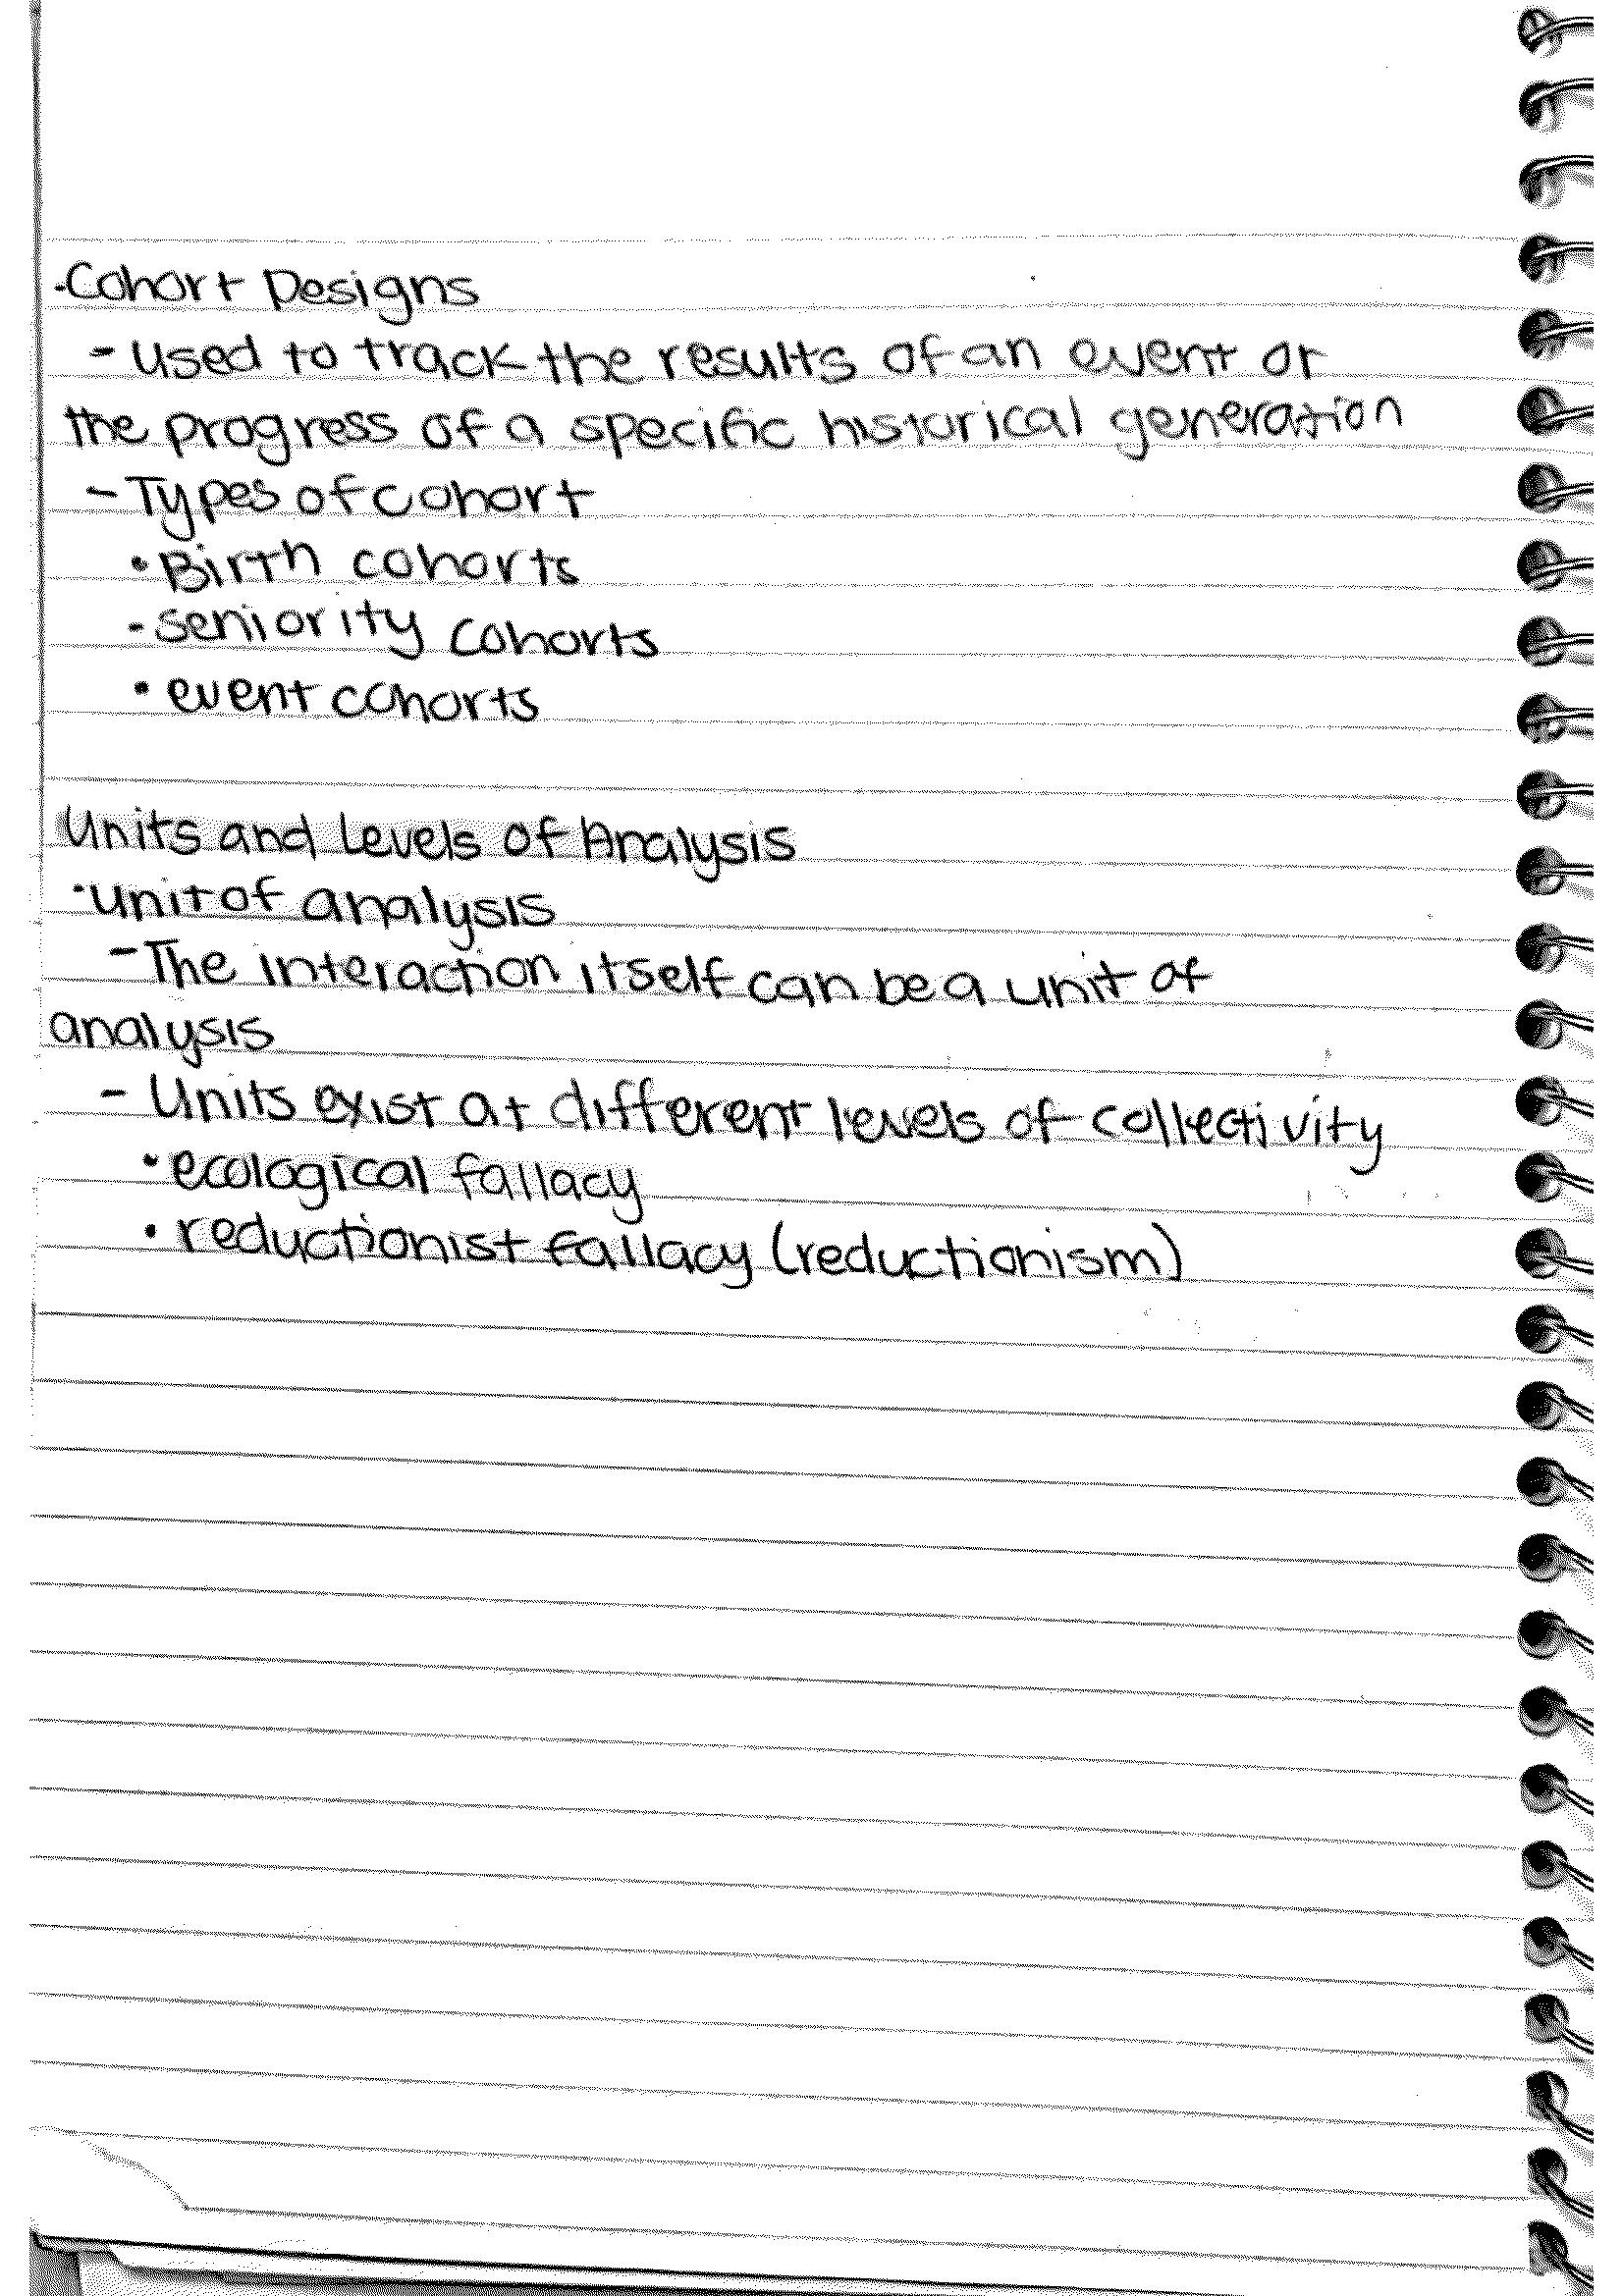 ·Cohort Designs
- Used to track the results of an event or
the progress of a specific historical generation
- Types of cohort
• Birth cohorts
- seniority cohorts
• event cohorts
Units and Levels of Analysis
·Unit of analysis
- The interaction itself can be a unit of
analysis
- Units exist at different levels of collectivity
• ecological fallacy
• reductionist fallacy (reductionism)